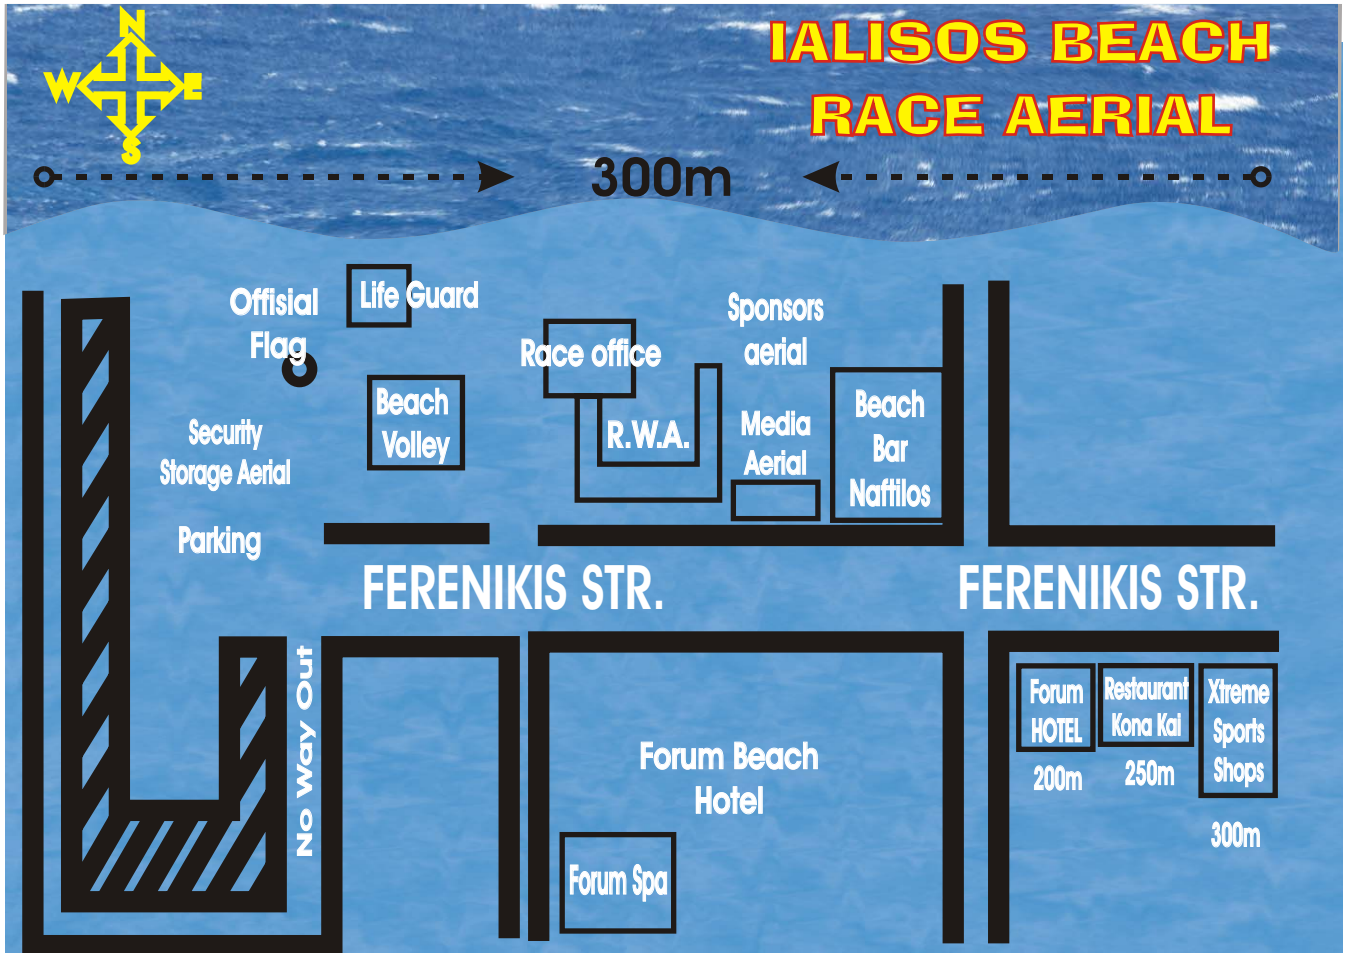 N
W E
S
IALISOS BEACH
RACE AERIAL
300m
Offisial
Flag
Life Guard
Race office
Sponsors
aerial
Beach
Volley
R.W.A.
Media
Aerial
Beach
Bar
Naftilos
Security
Storage Aerial
Parking
FERENIKIS STR.
FERENIKIS STR.
No Way Out
Forum Beach
Hotel
Forum Spa
Forum
HOTEL
200m
Restaurant
Kona Kai
250m
Xtreme
Sports
Shops
300m